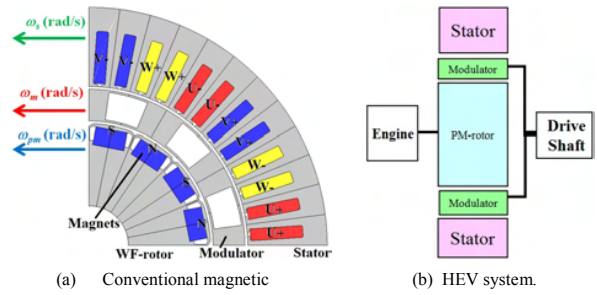 ωs (rad/s)
ωm (rad/s)
ωpm (rad/s)
V-
V-
W+
W+
U-
U-
V+
V+
W-
W-
U+
U+
S
N
S
N
Magnets
WF-rotor
Modulator
Stator
(a) Conventional magnetic
Stator
Modulator
Engine
PM-rotor
Drive
Shaft
Modulator
Stator
(b) HEV system.